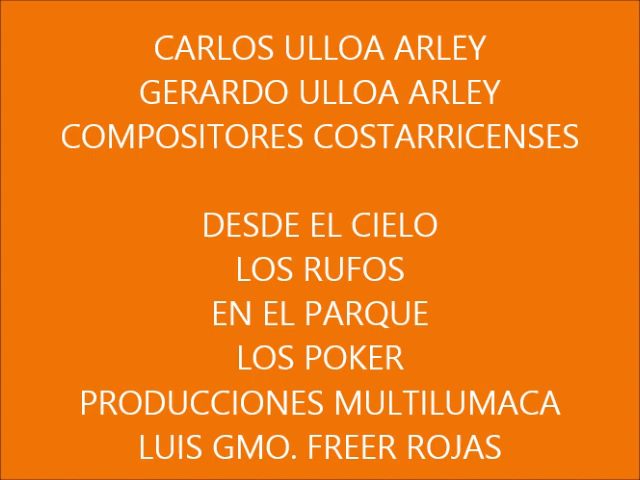 CARLOS ULLOA ARLEY
GERARDO ULLOA ARLEY
COMPOSITORES COSTARRICENSES
DESDE EL CIELO
LOS RUFOS
EN EL PARQUE
LOS POKER
PRODUCCIONES MULTILUMACA
LUIS GMO. FREER ROJAS